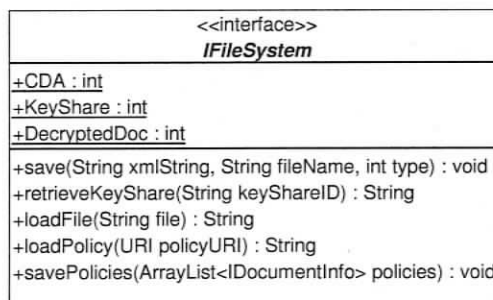 <<interface>>
IFileSystem
+CDA : int
+KeyShare : int
+DecryptedDoc : int
+save(String xmlString, String fileName, int type) : void
+retrieveKeyShare(String keyShareID) : String
+loadFile(String file) : String
+loadPolicy(URI policyURI) : String
+savePolicies(ArrayList<IDocumentInfo> policies) : void